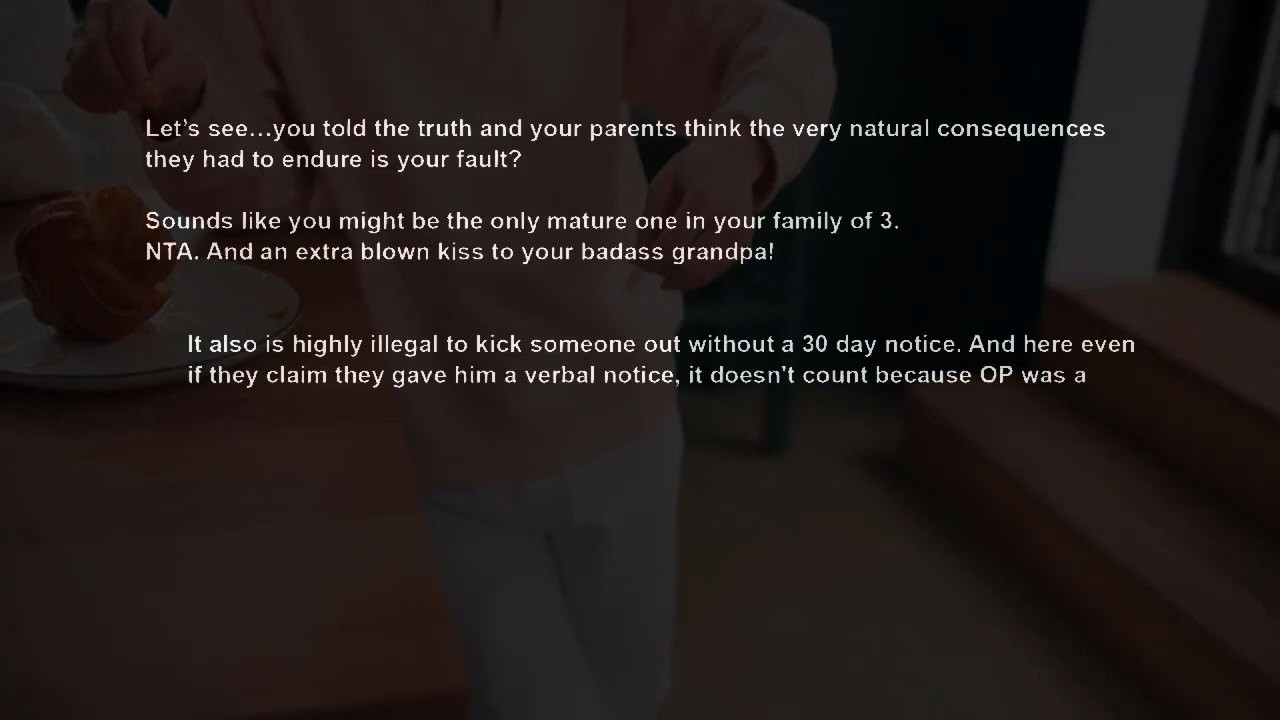 Let's see...you told the truth and your parents think the very natural consequences
they had to endure is your fault?
Sounds like you might be the only mature one in your family of 3.
NTA. And an extra blown kiss to your badass grandpa!
It also is highly illegal to kick someone out without a 30 day notice. And here even
if they claim they gave him a verbal notice, it doesn't count because OP was a